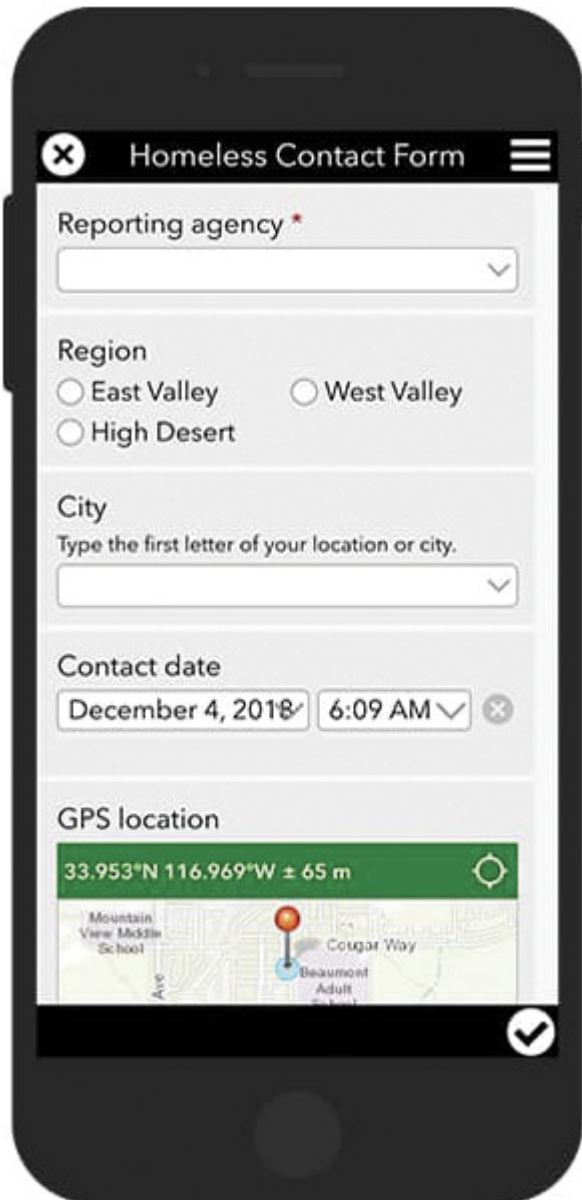 Homeless Contact Form
Reporting agency *
Region
East Valley
West Valley
High Desert
City
Type the first letter of your location or city.
Contact date
December 4, 2018
6:09 AM
GPS location
33.953°N 116.969°W ± 65 m
Mountain
View Middle
School
Cougar Way
Beaumont
Adult
School
Ave